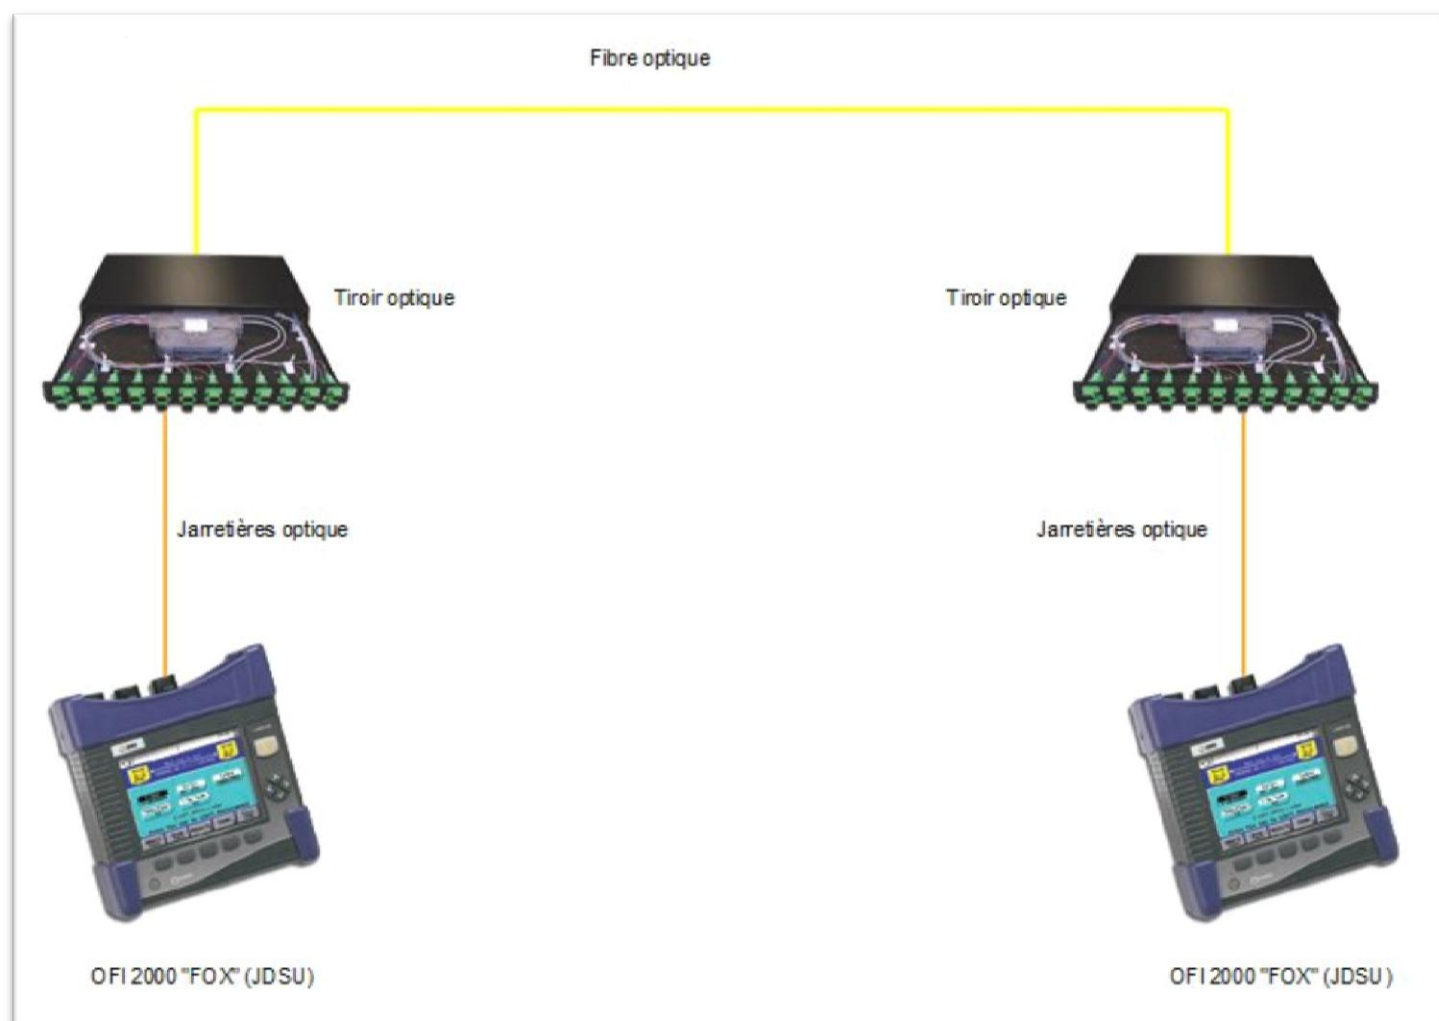 Fibre optique
Tiroir optique
Tiroir optique
Jarretières optique
Jarretières optique
OFI 2000 "FOX" (JDSU)
OFI 2000 "FOX" (JDSU)